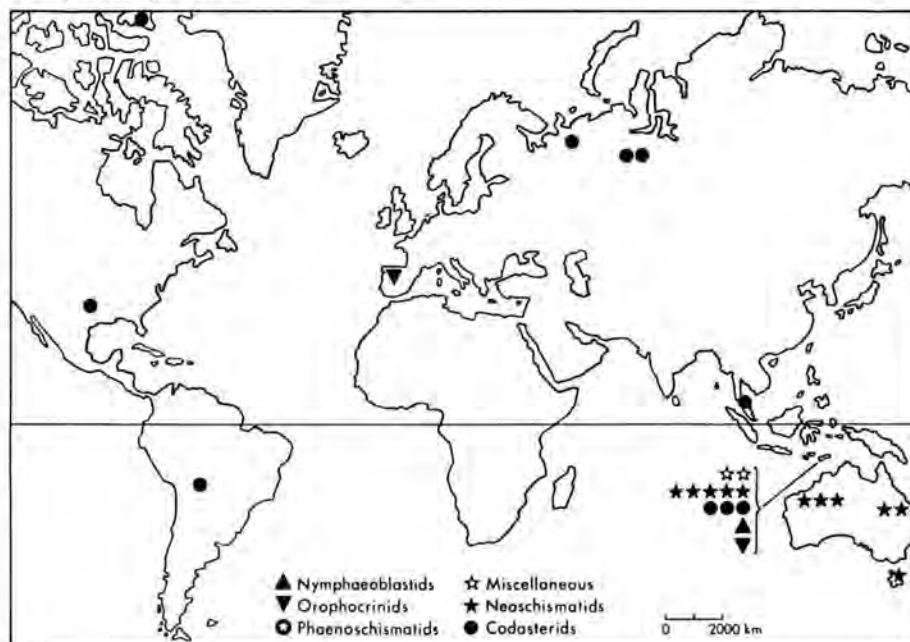 ▲ Nymphaeoblastids ☆ Miscellaneous
▼ Orophocrinids ★ Neoschismatids
Phaenoschismatids ● Codasterids
0 2000 km